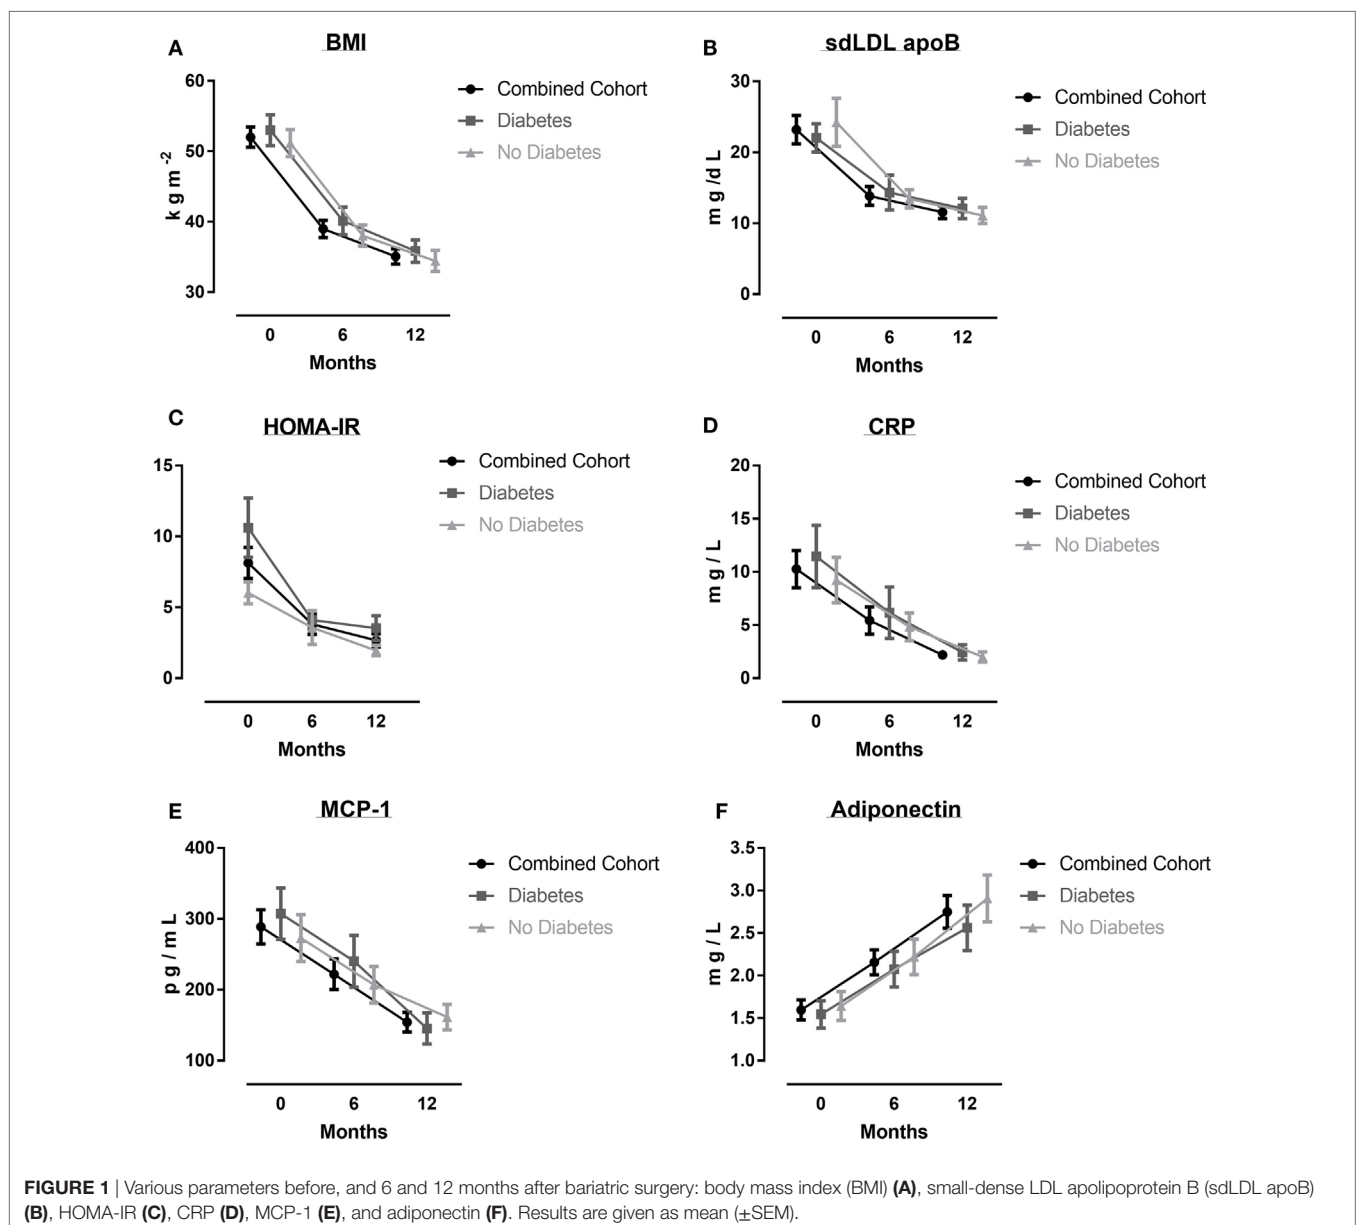 A
BMI
60
50
40
30
kg m -2
0 6 12
Months
Combined Cohort
Diabetes
No Diabetes
B
sdLDL apoB
30
20
10
0
mg/dL
0 6 12
Months
Combined Cohort
Diabetes
No Diabetes
C
HOMA-IR
15
10
5
0
0 6 12
Months
Combined Cohort
Diabetes
No Diabetes
D
CRP
20
15
10
5
0
mg/L
0 6 12
Months
Combined Cohort
Diabetes
No Diabetes
E
MCP-1
400
300
200
100
pg/mL
0 6 12
Months
Combined Cohort
Diabetes
No Diabetes
F
Adiponectin
3.5
3.0
2.5
2.0
1.5
1.0
mg/L
0 6 12
Months
Combined Cohort
Diabetes
No Diabetes
FIGURE 1 | Various parameters before, and 6 and 12 months after bariatric surgery: body mass index (BMI) (A), small-dense LDL apolipoprotein B (sdLDL apoB)
(B), HOMA-IR (C), CRP (D), MCP-1 (E), and adiponectin (F). Results are given as mean (±SEM).